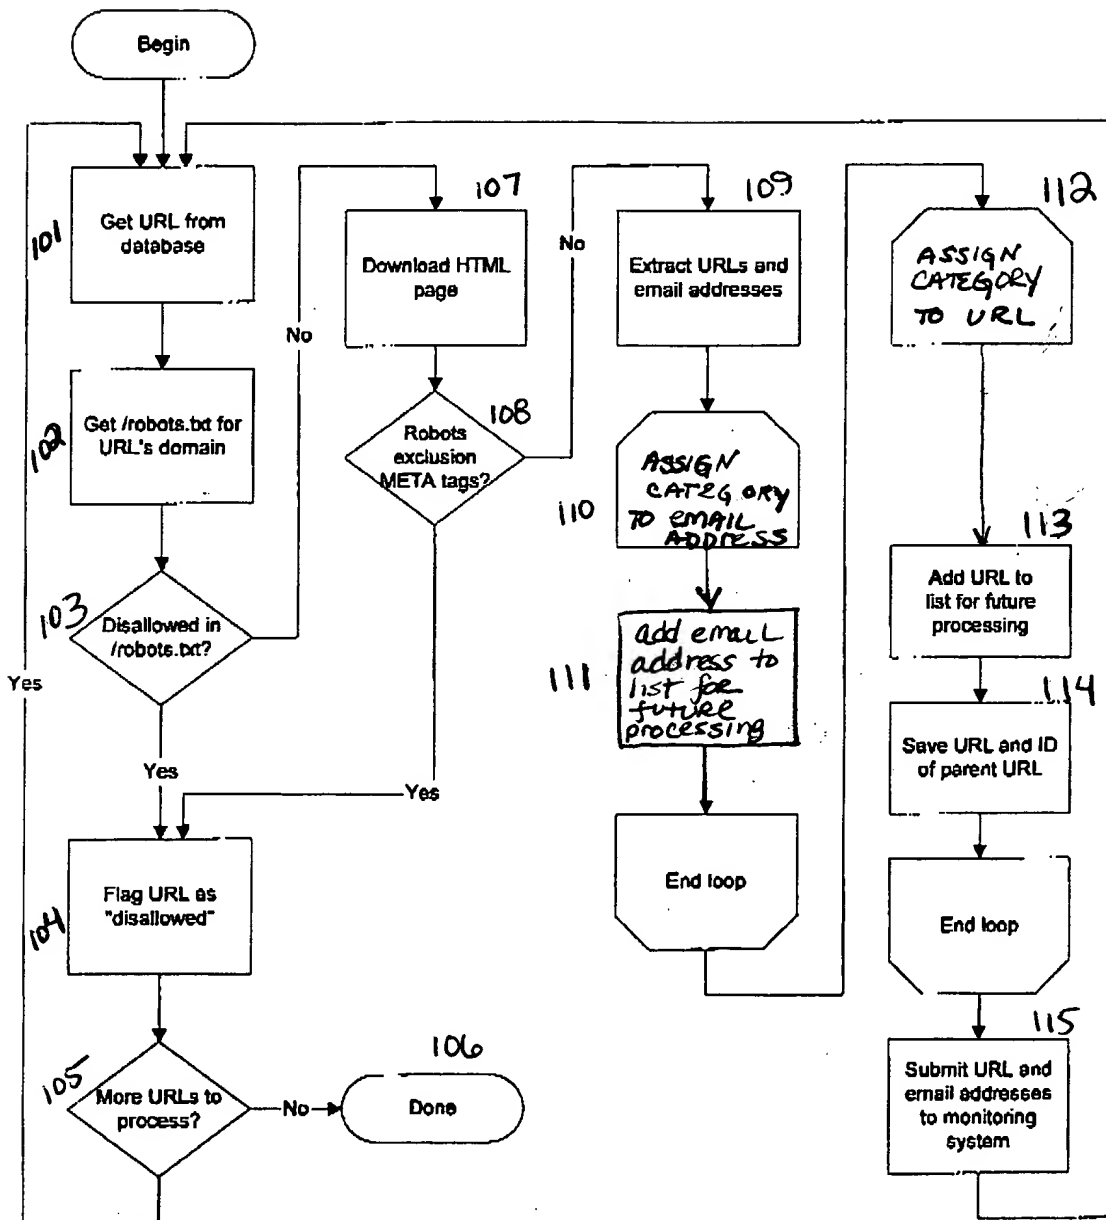 Begin
101
Get URL from
database
102
Get /robots.txt for
URL's domain
103
Disallowed in
/robots.txt?
No
Yes
Yes
104
Flag URL as
"disallowed"
105
More URLs to
process?
No
106
Done
107
Download HTML
page
108
Robots
exclusion
META tags?
No
Yes
109
Extract URLs and
email addresses
110
ASSIGN
CATEGORY
TO EMAIL
ADDRESS
111
add email
address to
list for
future
processing
End loop
112
ASSIGN
CATEGORY
TO URL
113
Add URL to
list for future
processing
114
Save URL and ID
of parent URL
End loop
115
Submit URL and
email addresses
to monitoring
system